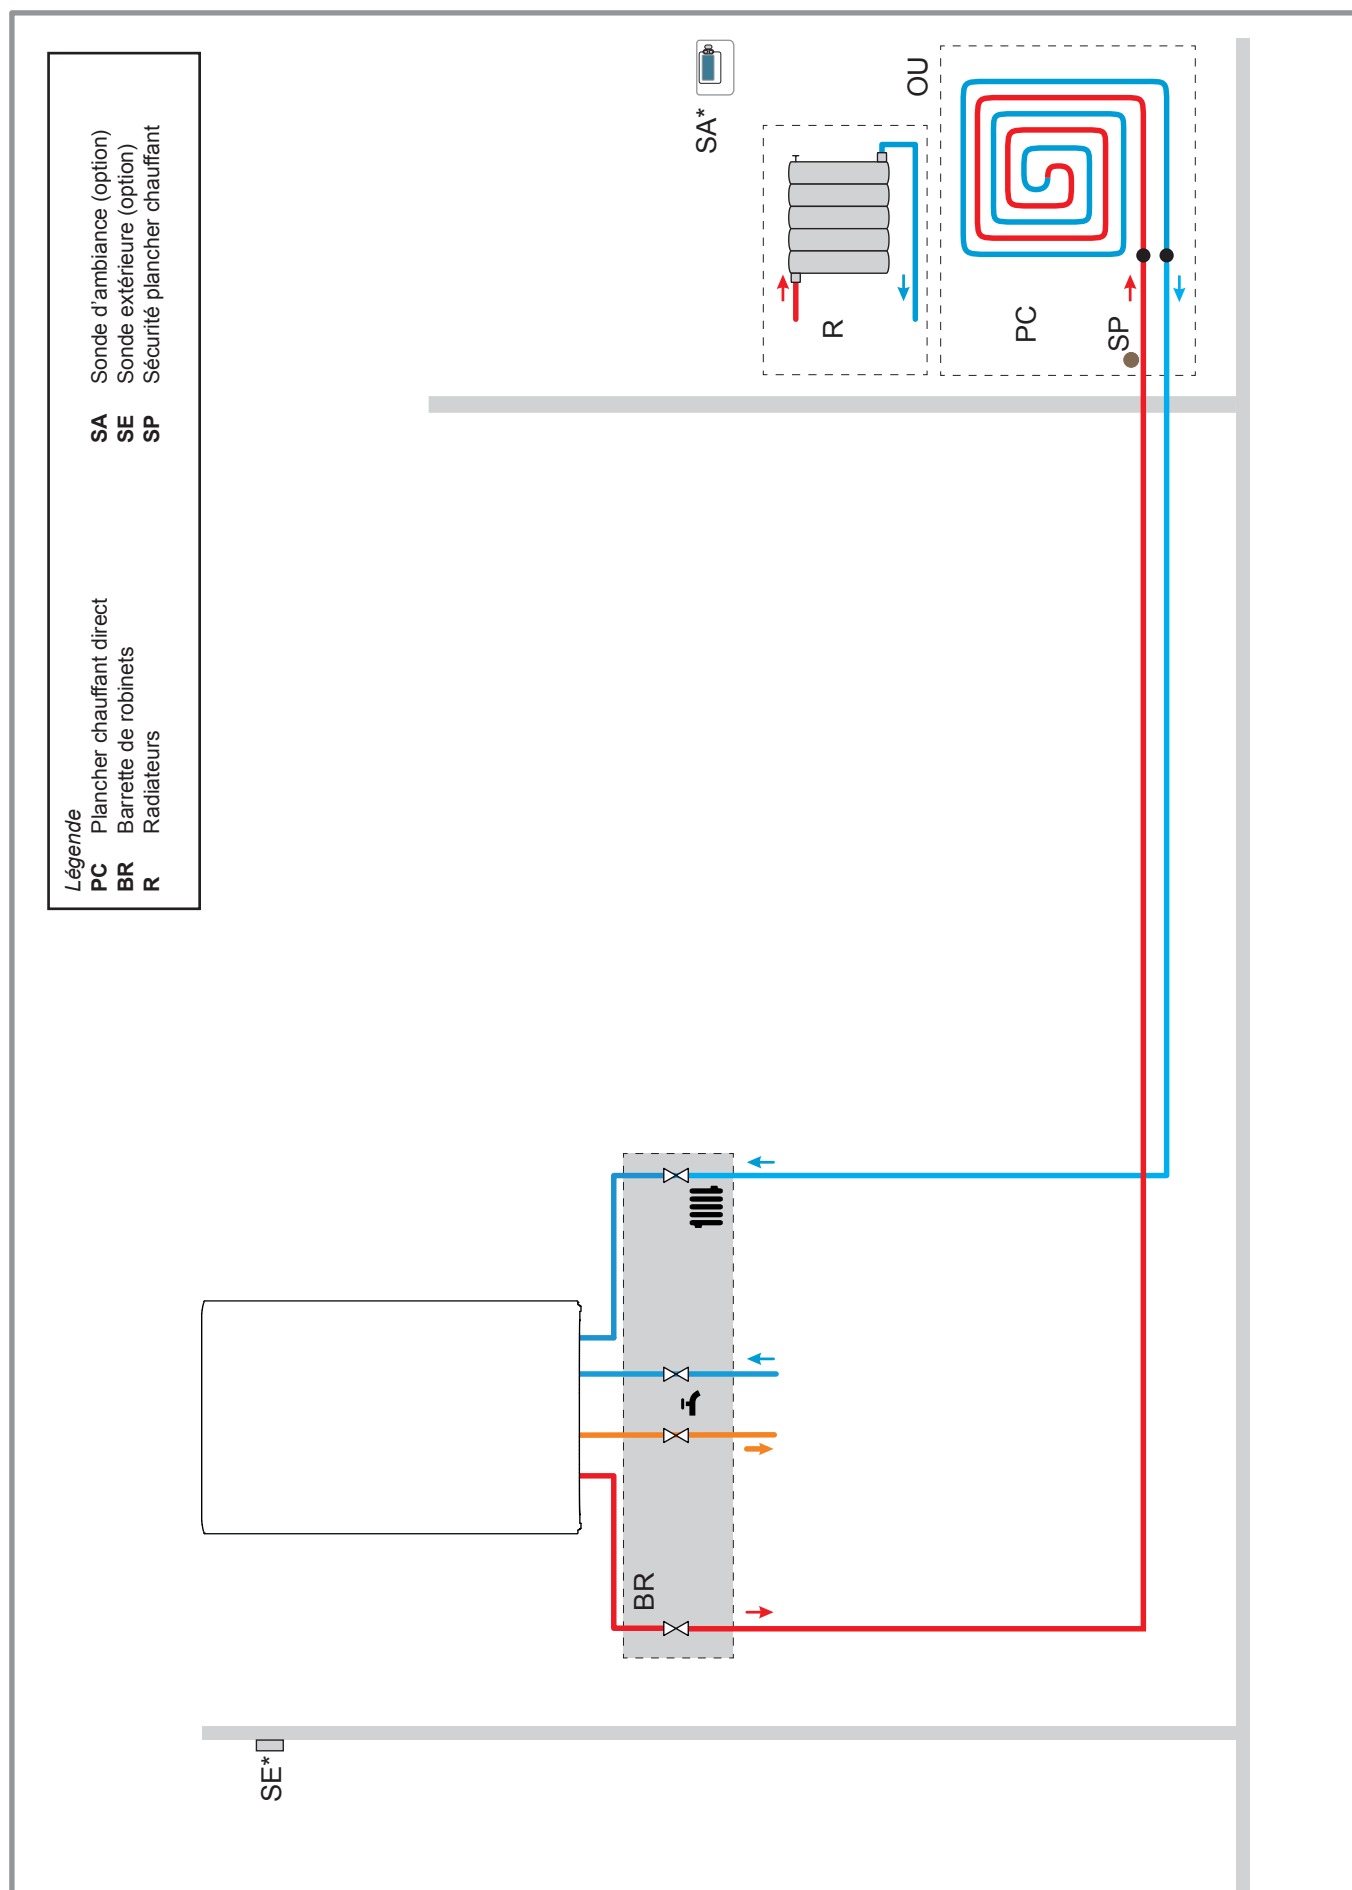 Légende
PC Plancher chauffant direct
BR Barrette de robinets
R Radiateurs
SA Sonde d'ambiance (option)
SE Sonde extérieure (option)
SP Sécurité plancher chauffant
SE*
BR
SA*
R
OU
PC
SP